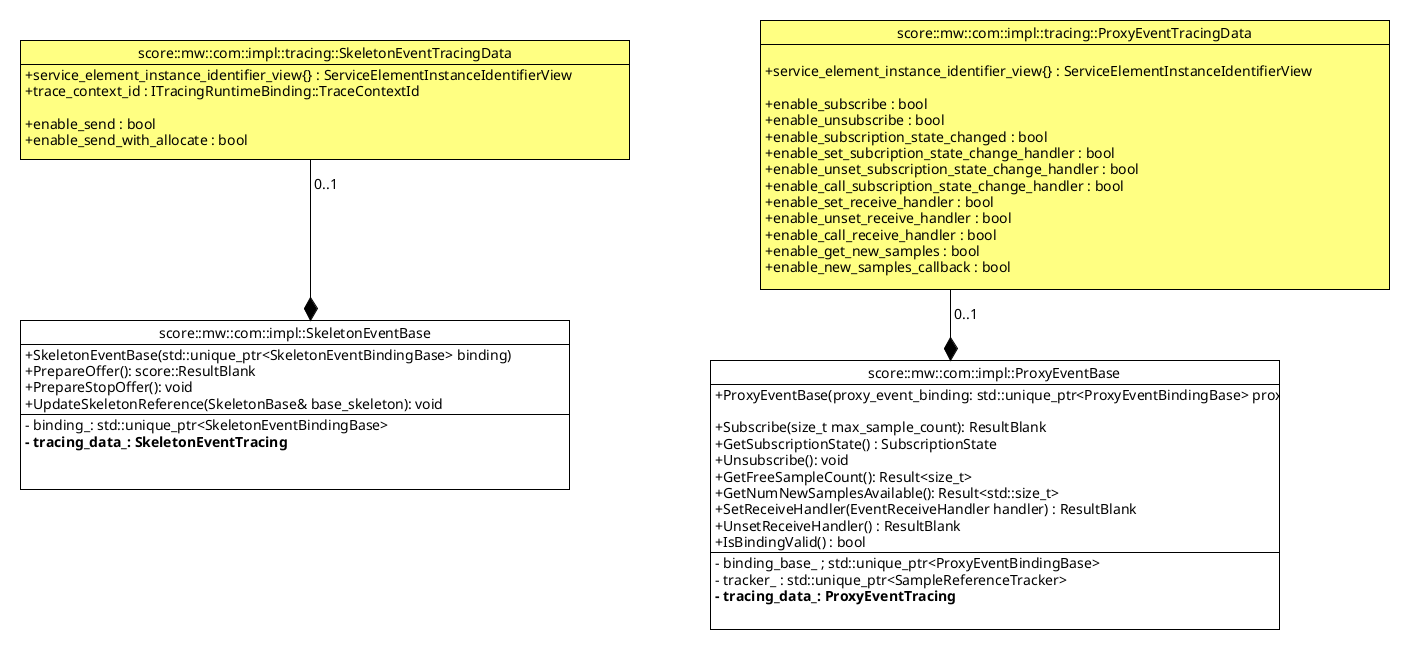 score::mw::com::impl::tracing::SkeletonEventTracingData
+service_element_instance_identifier_view{} : ServiceElementInstanceIdentifierView
+trace_context_id : ITracingRuntimeBinding::TraceContextId
+enable_send : bool
+enable_send_with_allocate : bool
0..1
score::mw::com::impl::SkeletonEventBase
+SkeletonEventBase(std::unique_ptr<SkeletonEventBindingBase> binding)
+PrepareOffer(): score::ResultBlank
+PrepareStopOffer(): void
+UpdateSkeletonReference(SkeletonBase& base_skeleton): void
- binding_: std::unique_ptr<SkeletonEventBindingBase>
- tracing_data_: SkeletonEventTracing
score::mw::com::impl::tracing::ProxyEventTracingData
+service_element_instance_identifier_view{} : ServiceElementInstanceIdentifierView
+enable_subscribe : bool
+enable_unsubscribe : bool
+enable_subscription_state_changed : bool
+enable_set_subcription_state_change_handler : bool
+enable_unset_subscription_state_change_handler : bool
+enable_call_subscription_state_change_handler : bool
+enable_set_receive_handler : bool
+enable_unset_receive_handler : bool
+enable_call_receive_handler : bool
+enable_get_new_samples : bool
+enable_new_samples_callback : bool
0..1
score::mw::com::impl::ProxyEventBase
+ProxyEventBase(proxy_event_binding: std::unique_ptr<ProxyEventBindingBase> prox
+Subscribe(size_t max_sample_count): ResultBlank
+GetSubscriptionState() : SubscriptionState
+Unsubscribe(): void
+GetFreeSampleCount(): Result<size_t>
+GetNumNewSamplesAvailable(): Result<std::size_t>
+SetReceiveHandler(EventReceiveHandler handler) : ResultBlank
+UnsetReceiveHandler() : ResultBlank
+IsBindingValid() : bool
- binding_base_ ; std::unique_ptr<ProxyEventBindingBase>
- tracker_ : std::unique_ptr<SampleReferenceTracker>
- tracing_data_: ProxyEventTracing